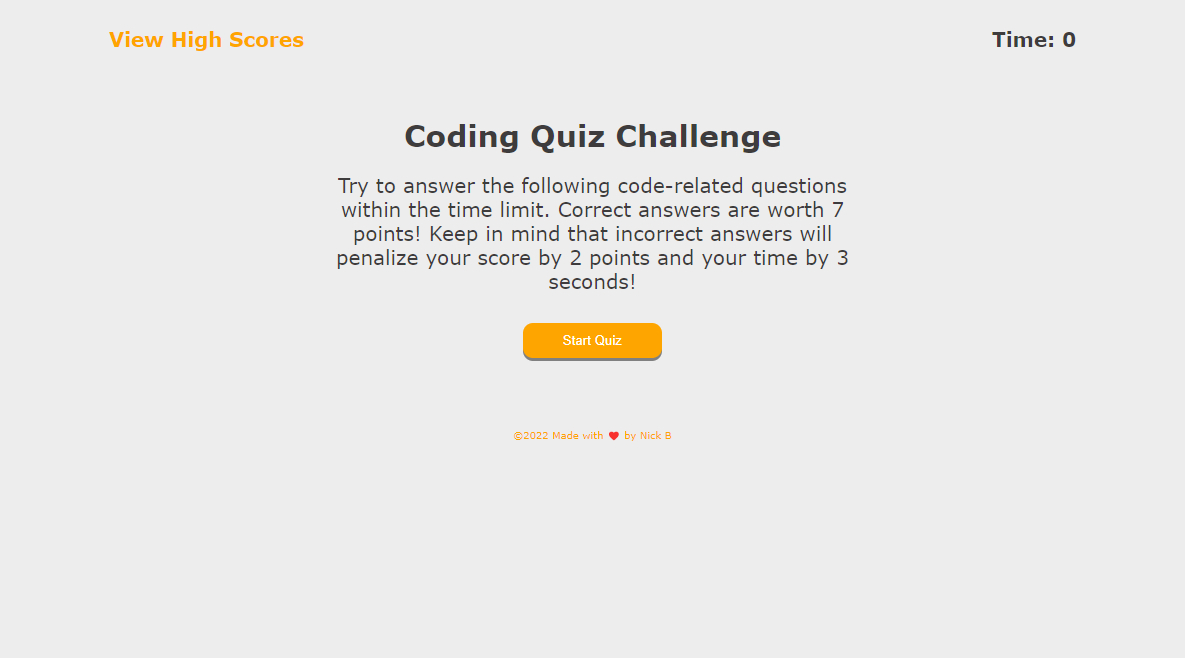 View High Scores
Time: 0
Coding Quiz Challenge
Try to answer the following code-related questions
within the time limit. Correct answers are worth 7
points! Keep in mind that incorrect answers will
penalize your score by 2 points and your time by 3
seconds!
Start Quiz
©2022 Made with ❤️ by Nick B